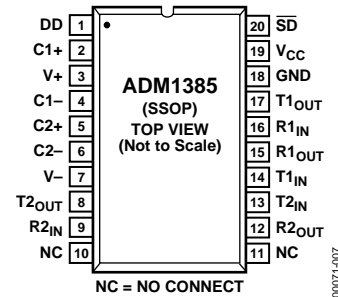 DD 1
C1+ 2
V+ 3
C1– 4
C2+ 5
C2– 6
V– 7
T2OUT 8
R2IN 9
NC 10
ADM1385
(SSOP)
TOP VIEW
(Not to Scale)
20 SD
19 VCC
18 GND
17 T1OUT
16 R1IN
15 R1OUT
14 T1IN
13 T2IN
12 R2OUT
11 NC
NC = NO CONNECT
00071-007